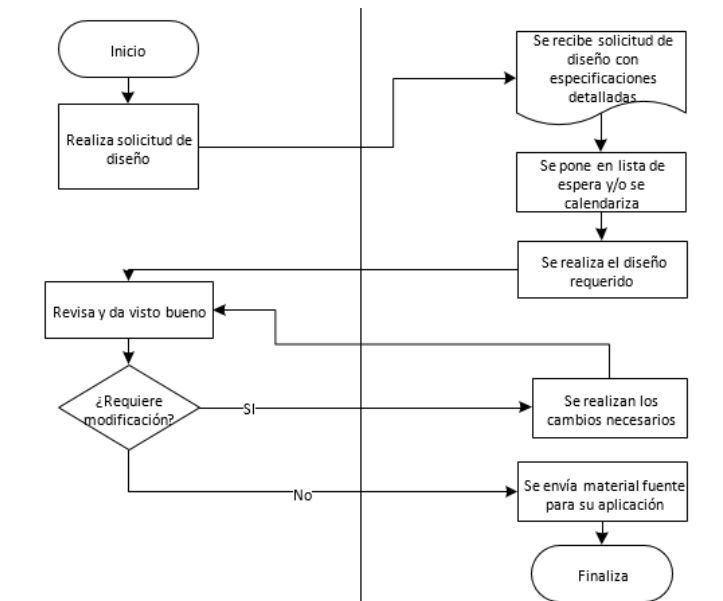 Inicio
Realiza solicitud de
diseño
Se recibe solicitud de
diseño con
especificaciones
detalladas
Se pone en lista de
espera y/o se
calendariza
Se realiza el diseño
requerido
Revisa y da visto bueno
¿Requiere
modificación?
SI
Se realizan los
cambios necesarios
No
Se envía material fuente
para su aplicación
Finaliza